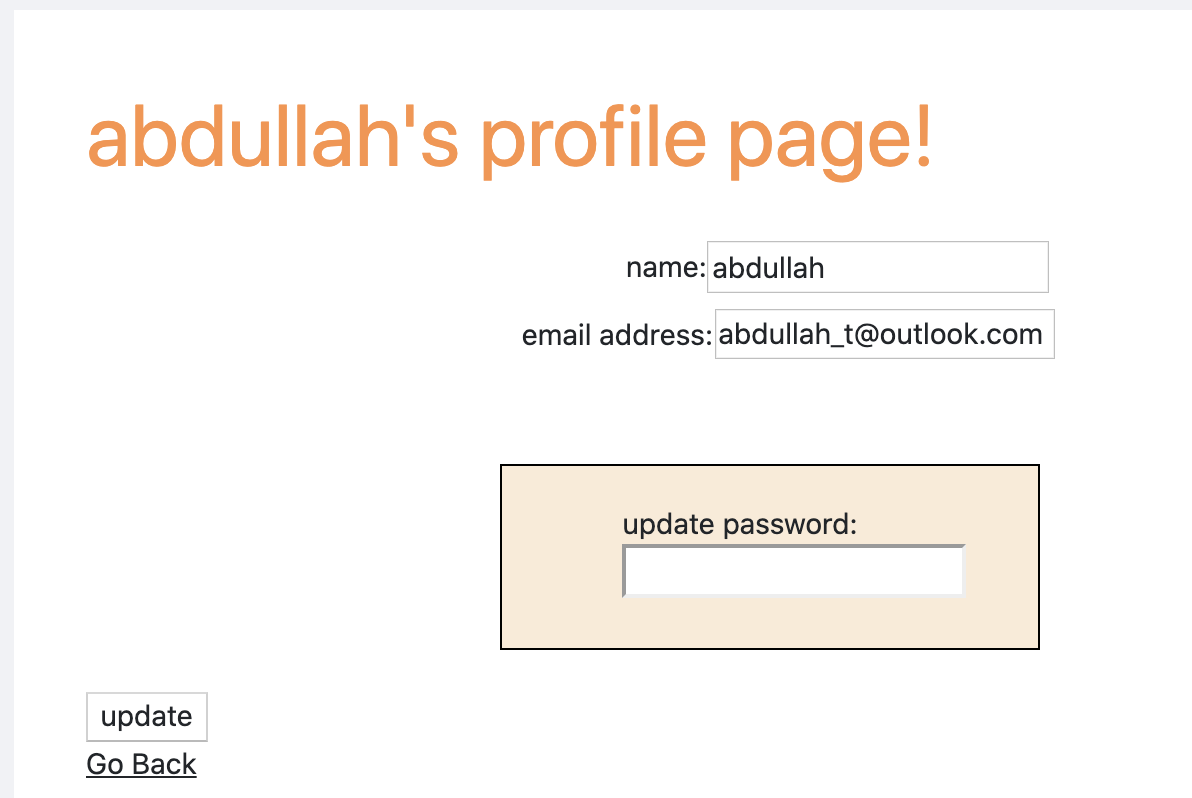 abdullah's profile page!
name: abdullah
email address: abdullah_t@outlook.com
update password:
update
Go Back